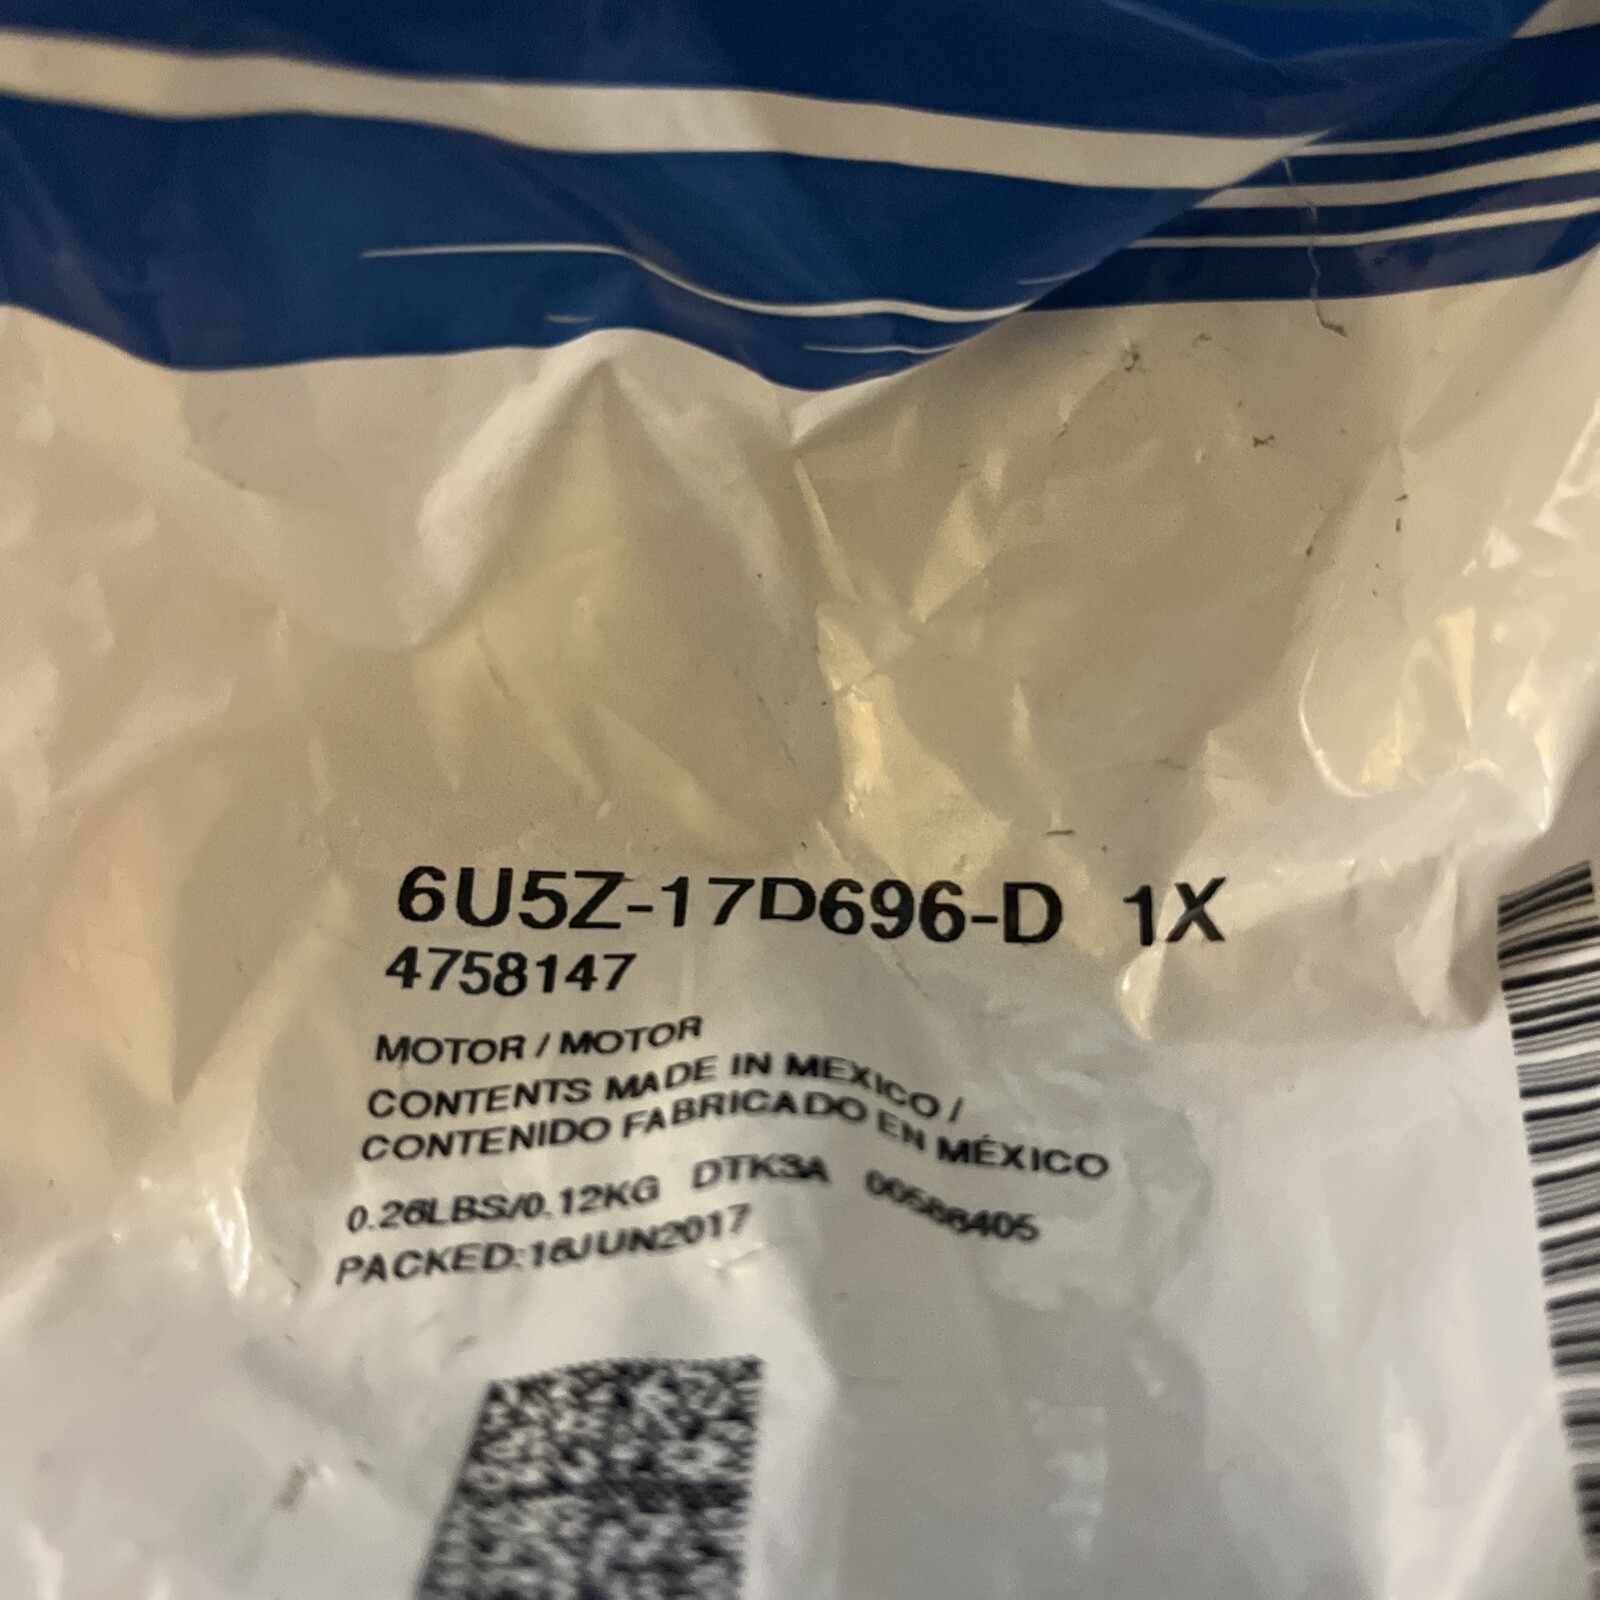 6U5Z-17D696-D 1X
4758147
MOTOR / MOTOR
CONTENTS MADE IN MEXICO /
CONTENIDO FABRICADO EN MÉXICO
0.26LBS/0.12KG DTK3A
PACKED:16JUN2017